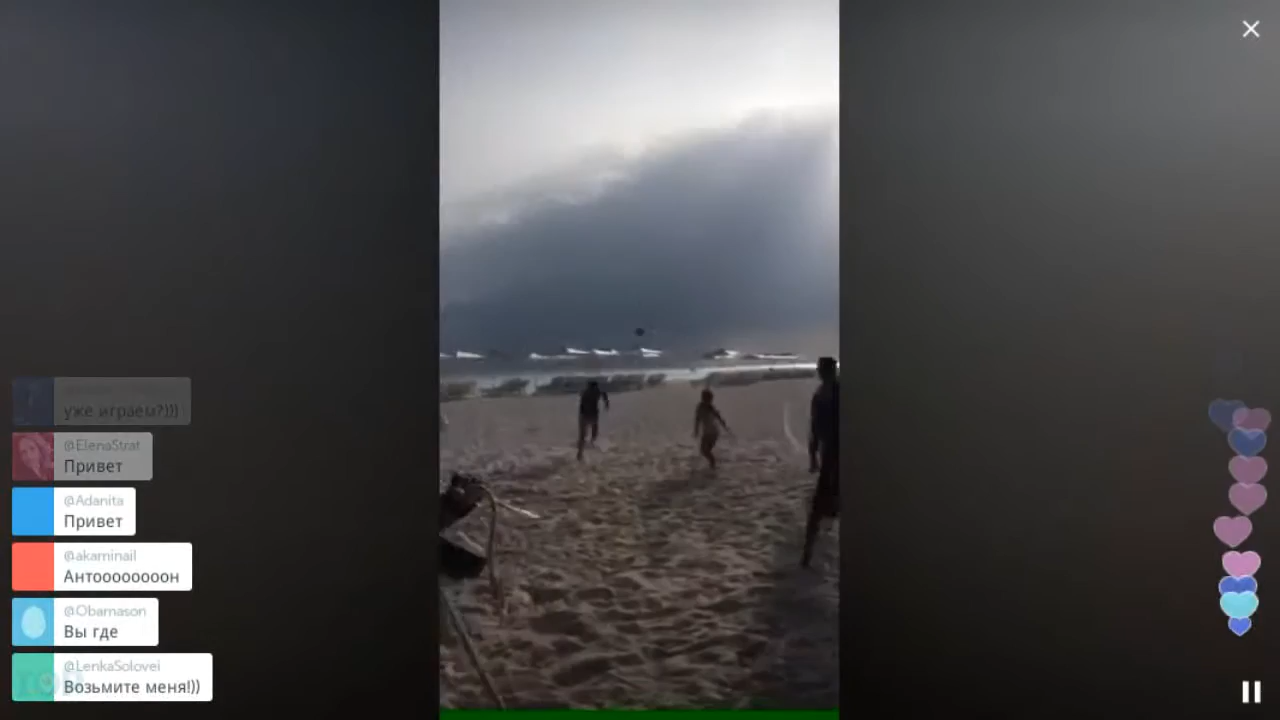 уже играем?)))
@ElenaStrat
Привет
@Adanita
Привет
@akaminail
Антоооооооон
@Obamason
Вы где
@LenkaSolovei
Возьмите меня!))